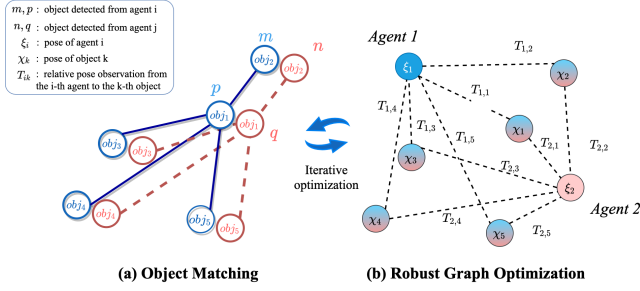 m, p : object detected from agent i
n, q : object detected from agent j
ξi : pose of agent i
χk : pose of object k
Tik : relative pose observation from
the i-th agent to the k-th object
m
n
p
q
obj2
obj2
obj1
obj1
obj3
obj3
obj4
obj4
obj5
obj5
Iterative
optimization
Agent 1
ξ1
T1,2
χ2
T1,4
T1,1
T1,3
T1,5
χ1
T2,1
T2,2
χ3
T2,3
ξ2
Agent 2
χ4
T2,4
χ5
T2,5
(a) Object Matching
(b) Robust Graph Optimization